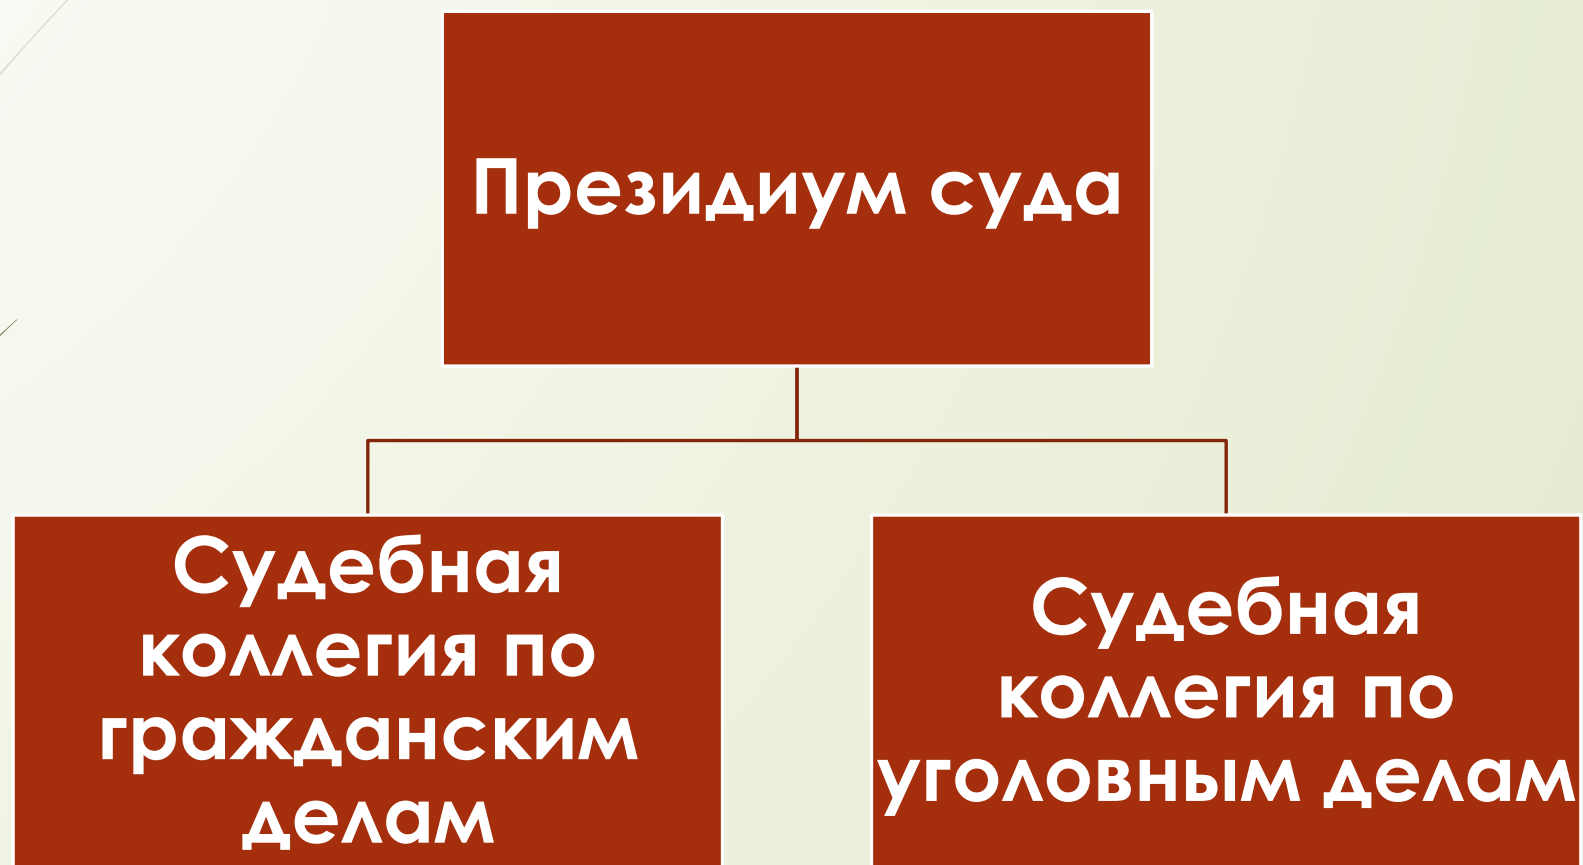 Президиум суда
Судебная
коллегия по
гражданским
делам
Судебная
коллегия по
уголовным делам